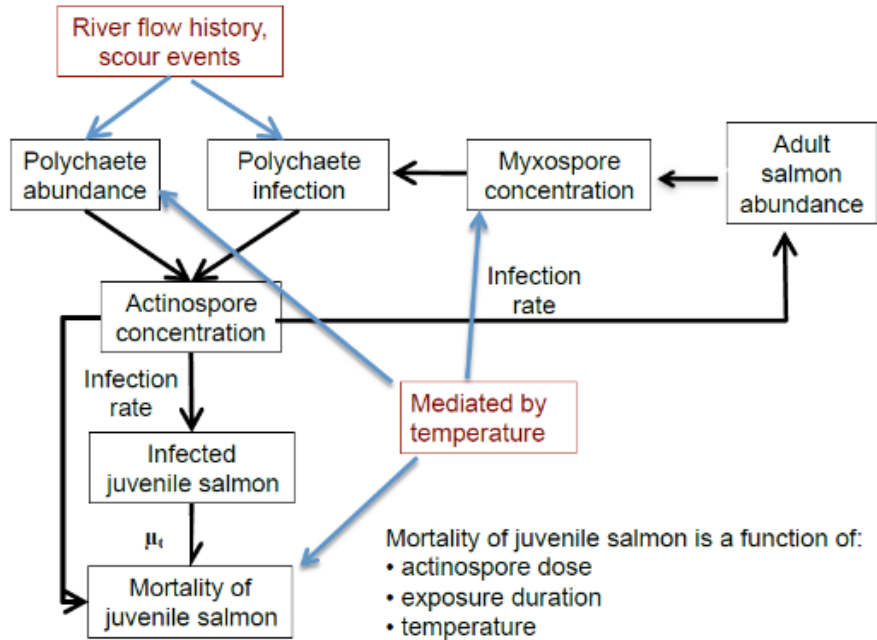 River flow history,
scour events
Polychaete
abundance
Polychaete
infection
Myxospore
concentration
Adult
salmon
abundance
Infection
rate
Actinospore
concentration
Infection
rate
Mediated by
temperature
Infected
juvenile salmon
μt
Mortality of
juvenile salmon
Mortality of juvenile salmon is a function of:
• actinospore dose
• exposure duration
• temperature